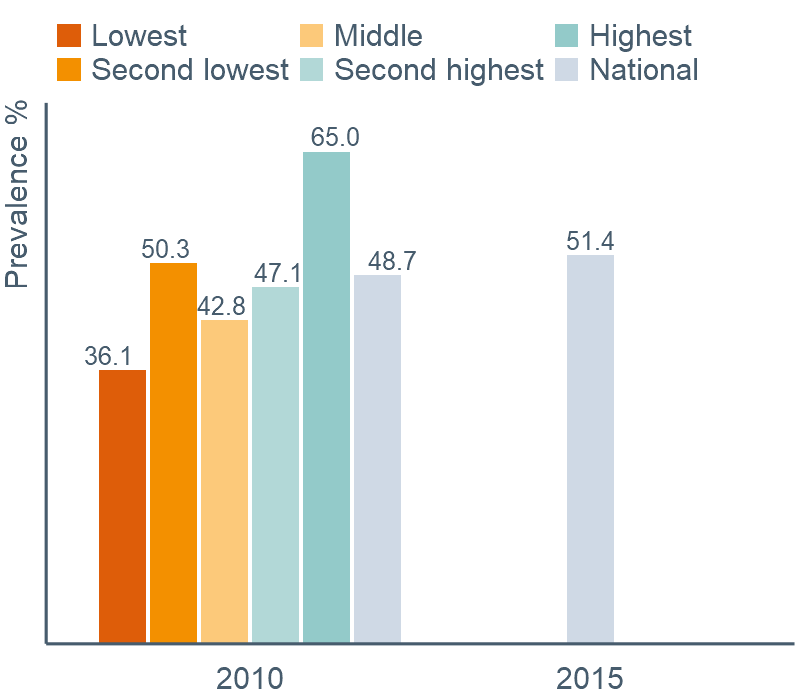 Lowest Middle Highest
Second lowest Second highest National
Prevalence %
65.0
50.3
51.4
48.7
47.1
42.8
36.1
2010 2015